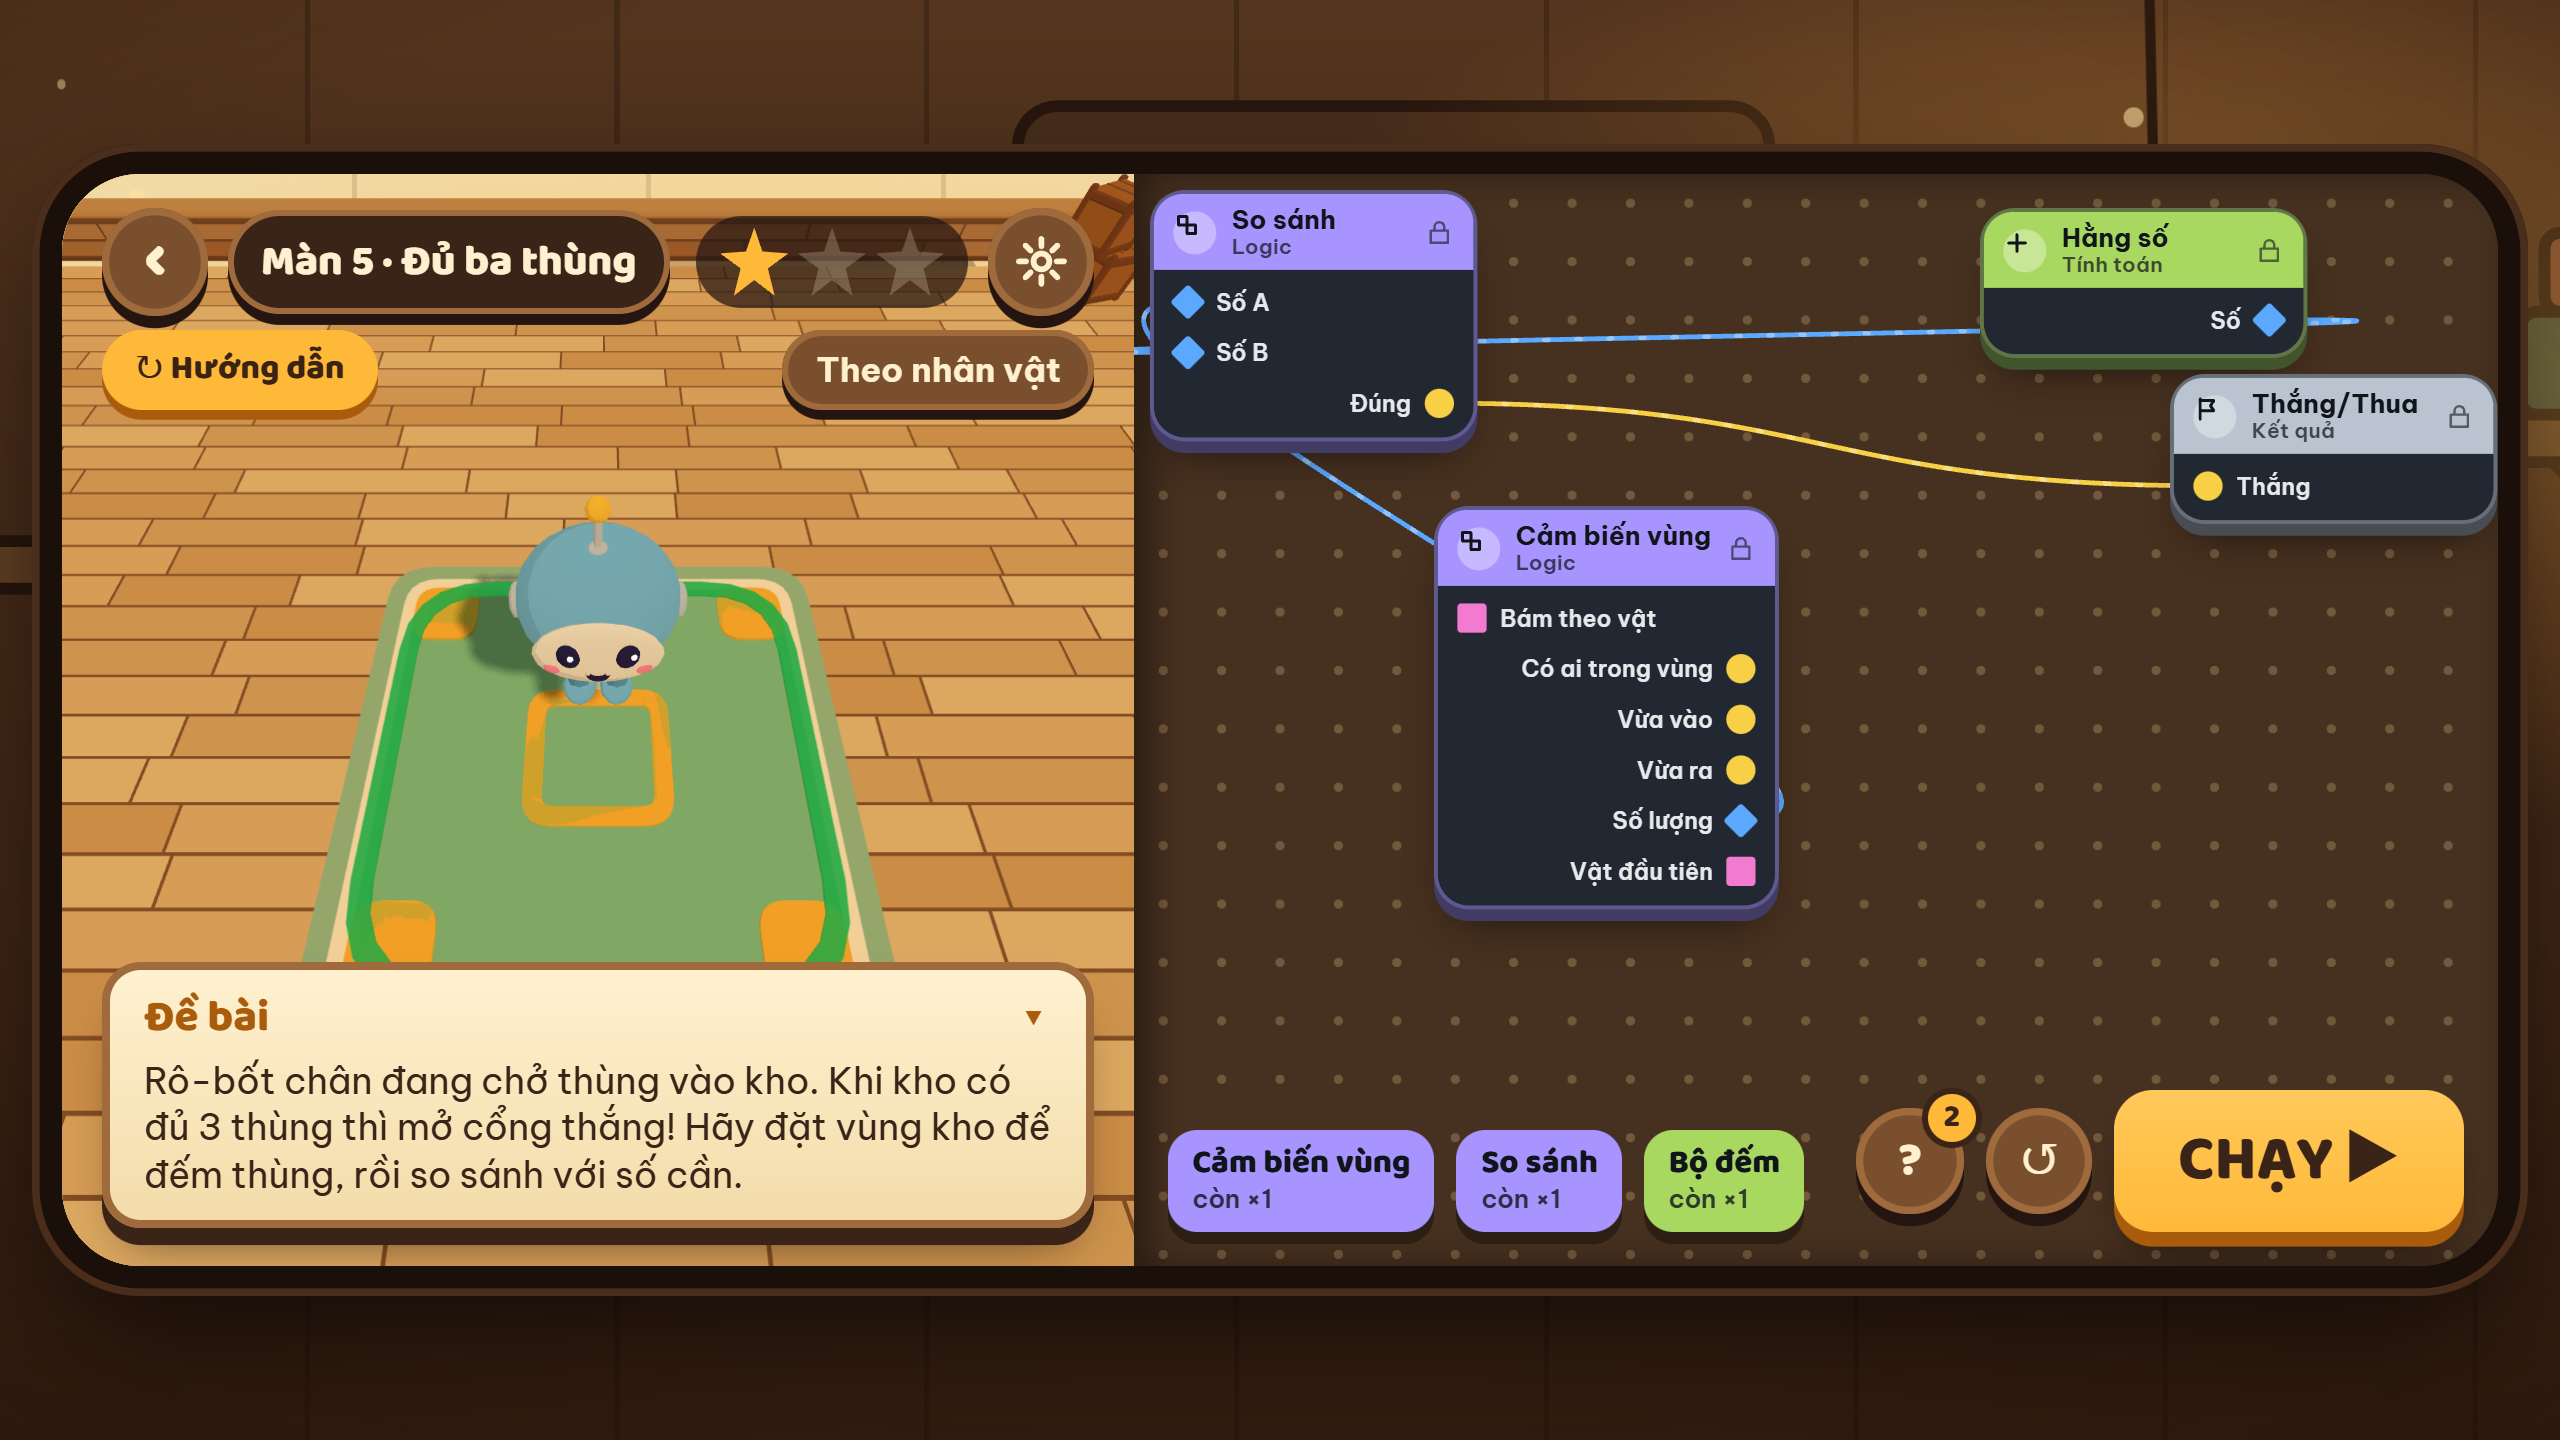 Màn 5 • Đủ ba thùng
Hướng dẫn
Theo nhân vật
Đề bài
Rô-bốt chân đang chở thùng vào kho. Khi kho có
đủ 3 thùng thì mở cổng thắng! Hãy đặt vùng kho để
đếm thùng, rồi so sánh với số cần.
So sánh
Logic
Số A
Số B
Đúng
Hằng số
Tính toán
Số
Thắng/Thua
Kết quả
Thắng
Cảm biến vùng
Logic
Bám theo vật
Có ai trong vùng
Vừa vào
Vừa ra
Số lượng
Vật đầu tiên
Cảm biến vùng
còn ×1
So sánh
còn ×1
Bộ đếm
còn ×1
?
2
CHẠY